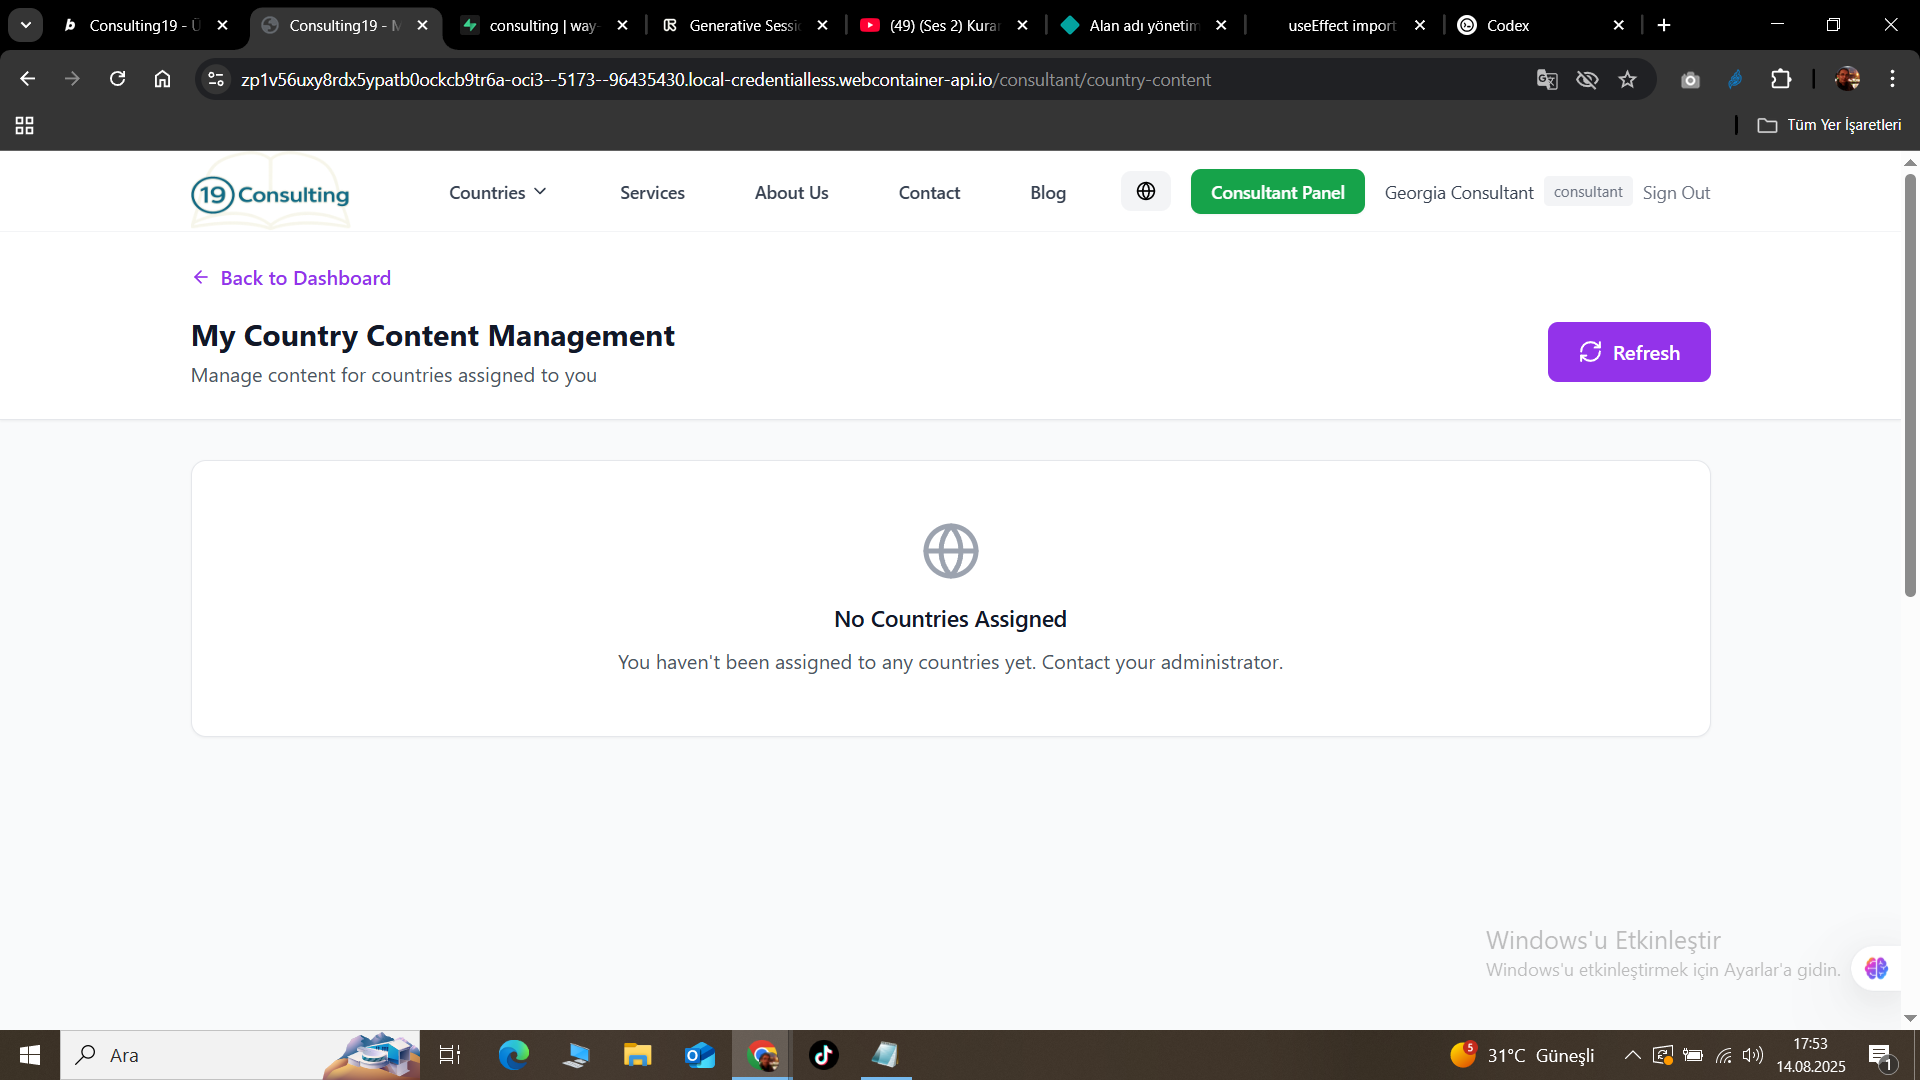 Consulting19 - Ü
Consulting19 - M
consulting | way-
Generative Sessio
(49) (Ses 2) Kurar
Alan adı yönetim
useEffect import
Codex
zp1v56uxy8rdx5ypatb0ockcb9tr6a-oci3--5173--96435430.local-credentialless.webcontainer-api.io/consultant/country-content
Tüm Yer İşaretleri
19 Consulting
Countries
Services
About Us
Contact
Blog
Consultant Panel
Georgia Consultant
consultant
Sign Out
Back to Dashboard
My Country Content Management
Manage content for countries assigned to you
Refresh
No Countries Assigned
You haven't been assigned to any countries yet. Contact your administrator.
Windows'u Etkinleştir
Windows'u etkinleştirmek için Ayarlar'a gidin.
Ara
5
31°C Güneşli
17:53
14.08.2025
1